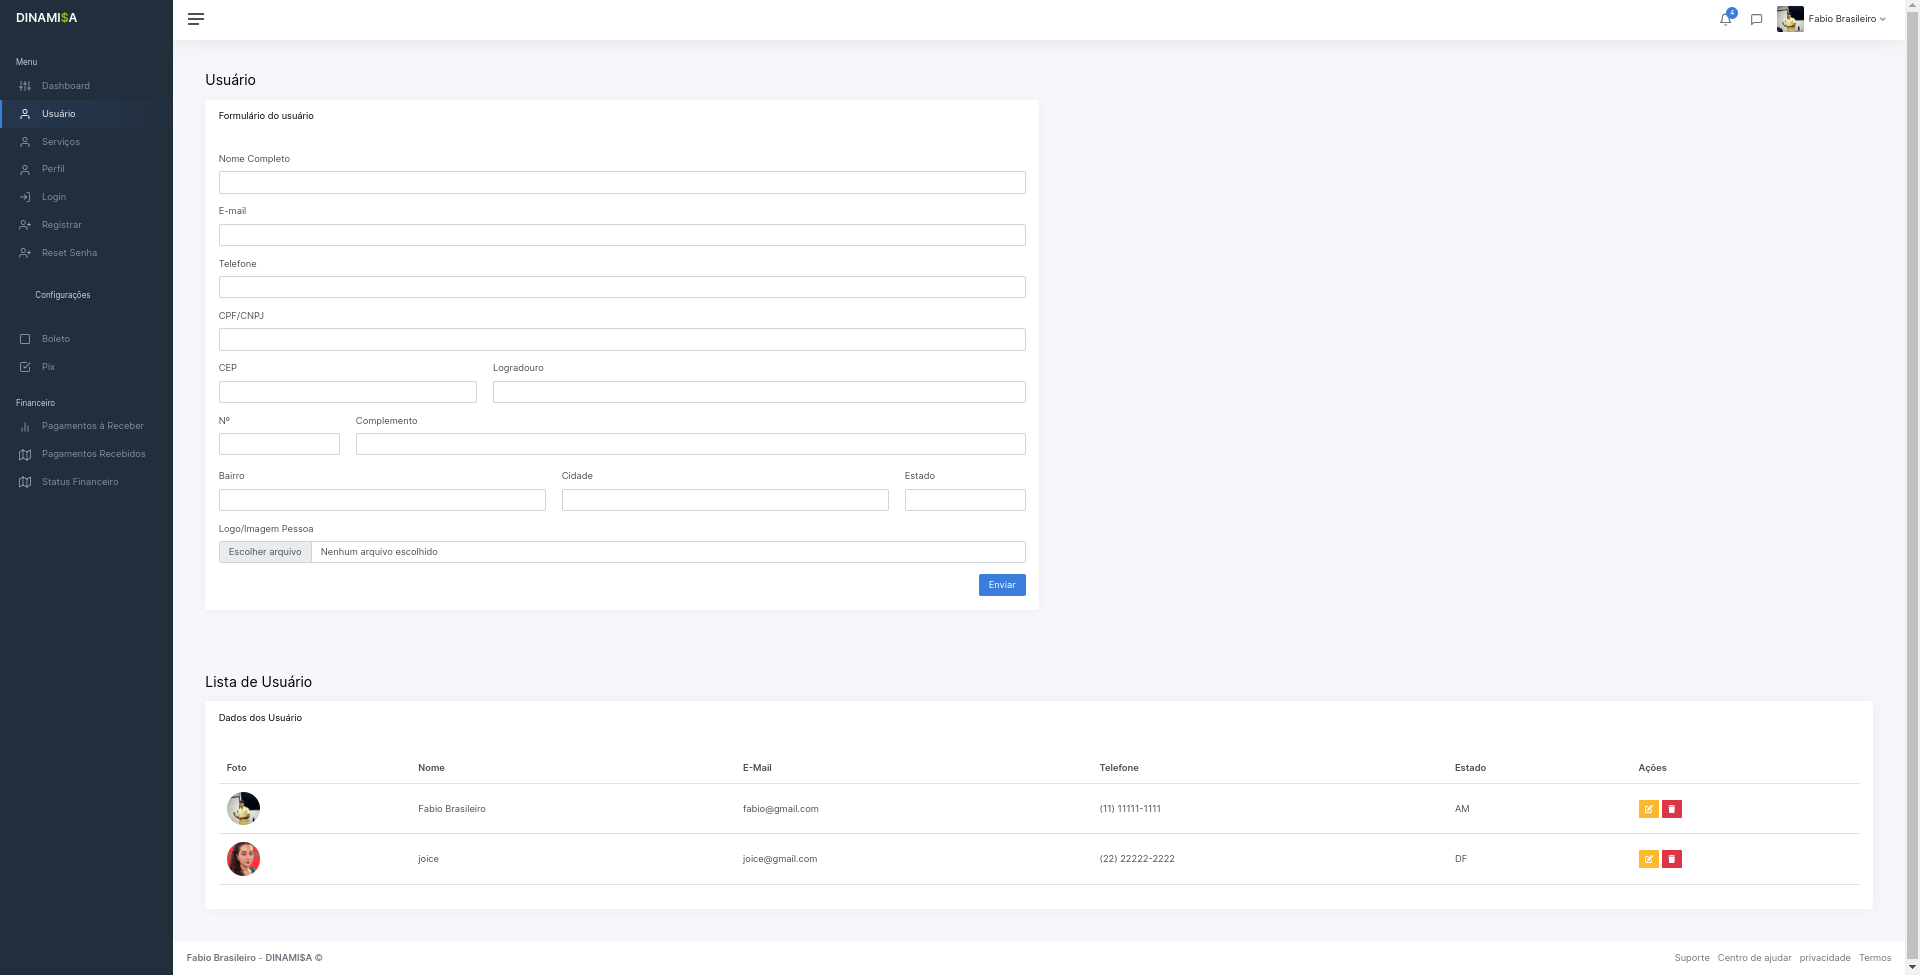 DINAMI$A
4
Fabio Brasileiro
Menu
Dashboard
Usuário
Serviços
Perfil
Login
Registrar
Reset Senha
Configurações
Boleto
Pix
Financeiro
Pagamentos à Receber
Pagamentos Recebidos
Status Financeiro
Usuário
Formulário do usuário
Nome Completo
E-mail
Telefone
CPF/CNPJ
CEP Logradouro
Nº Complemento
Bairro Cidade Estado
Logo/Imagem Pessoa
Escolher arquivo Nenhum arquivo escolhido
Enviar
Lista de Usuário
Dados dos Usuário
Foto Nome E-Mail Telefone Estado Ações
Fabio Brasileiro fabio@gmail.com (11) 11111-1111 AM
joice joice@gmail.com (22) 22222-2222 DF
Fabio Brasileiro - DINAMI$A © Suporte Centro de ajudar privacidade Termos